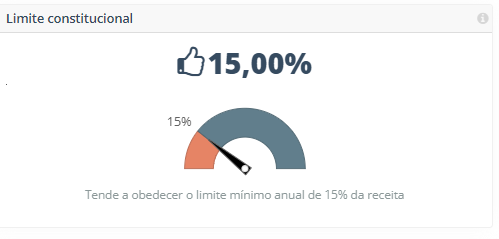 Limite constitucional
15,00%
15%
Tende a obedecer o limite mínimo anual de 15% da receita